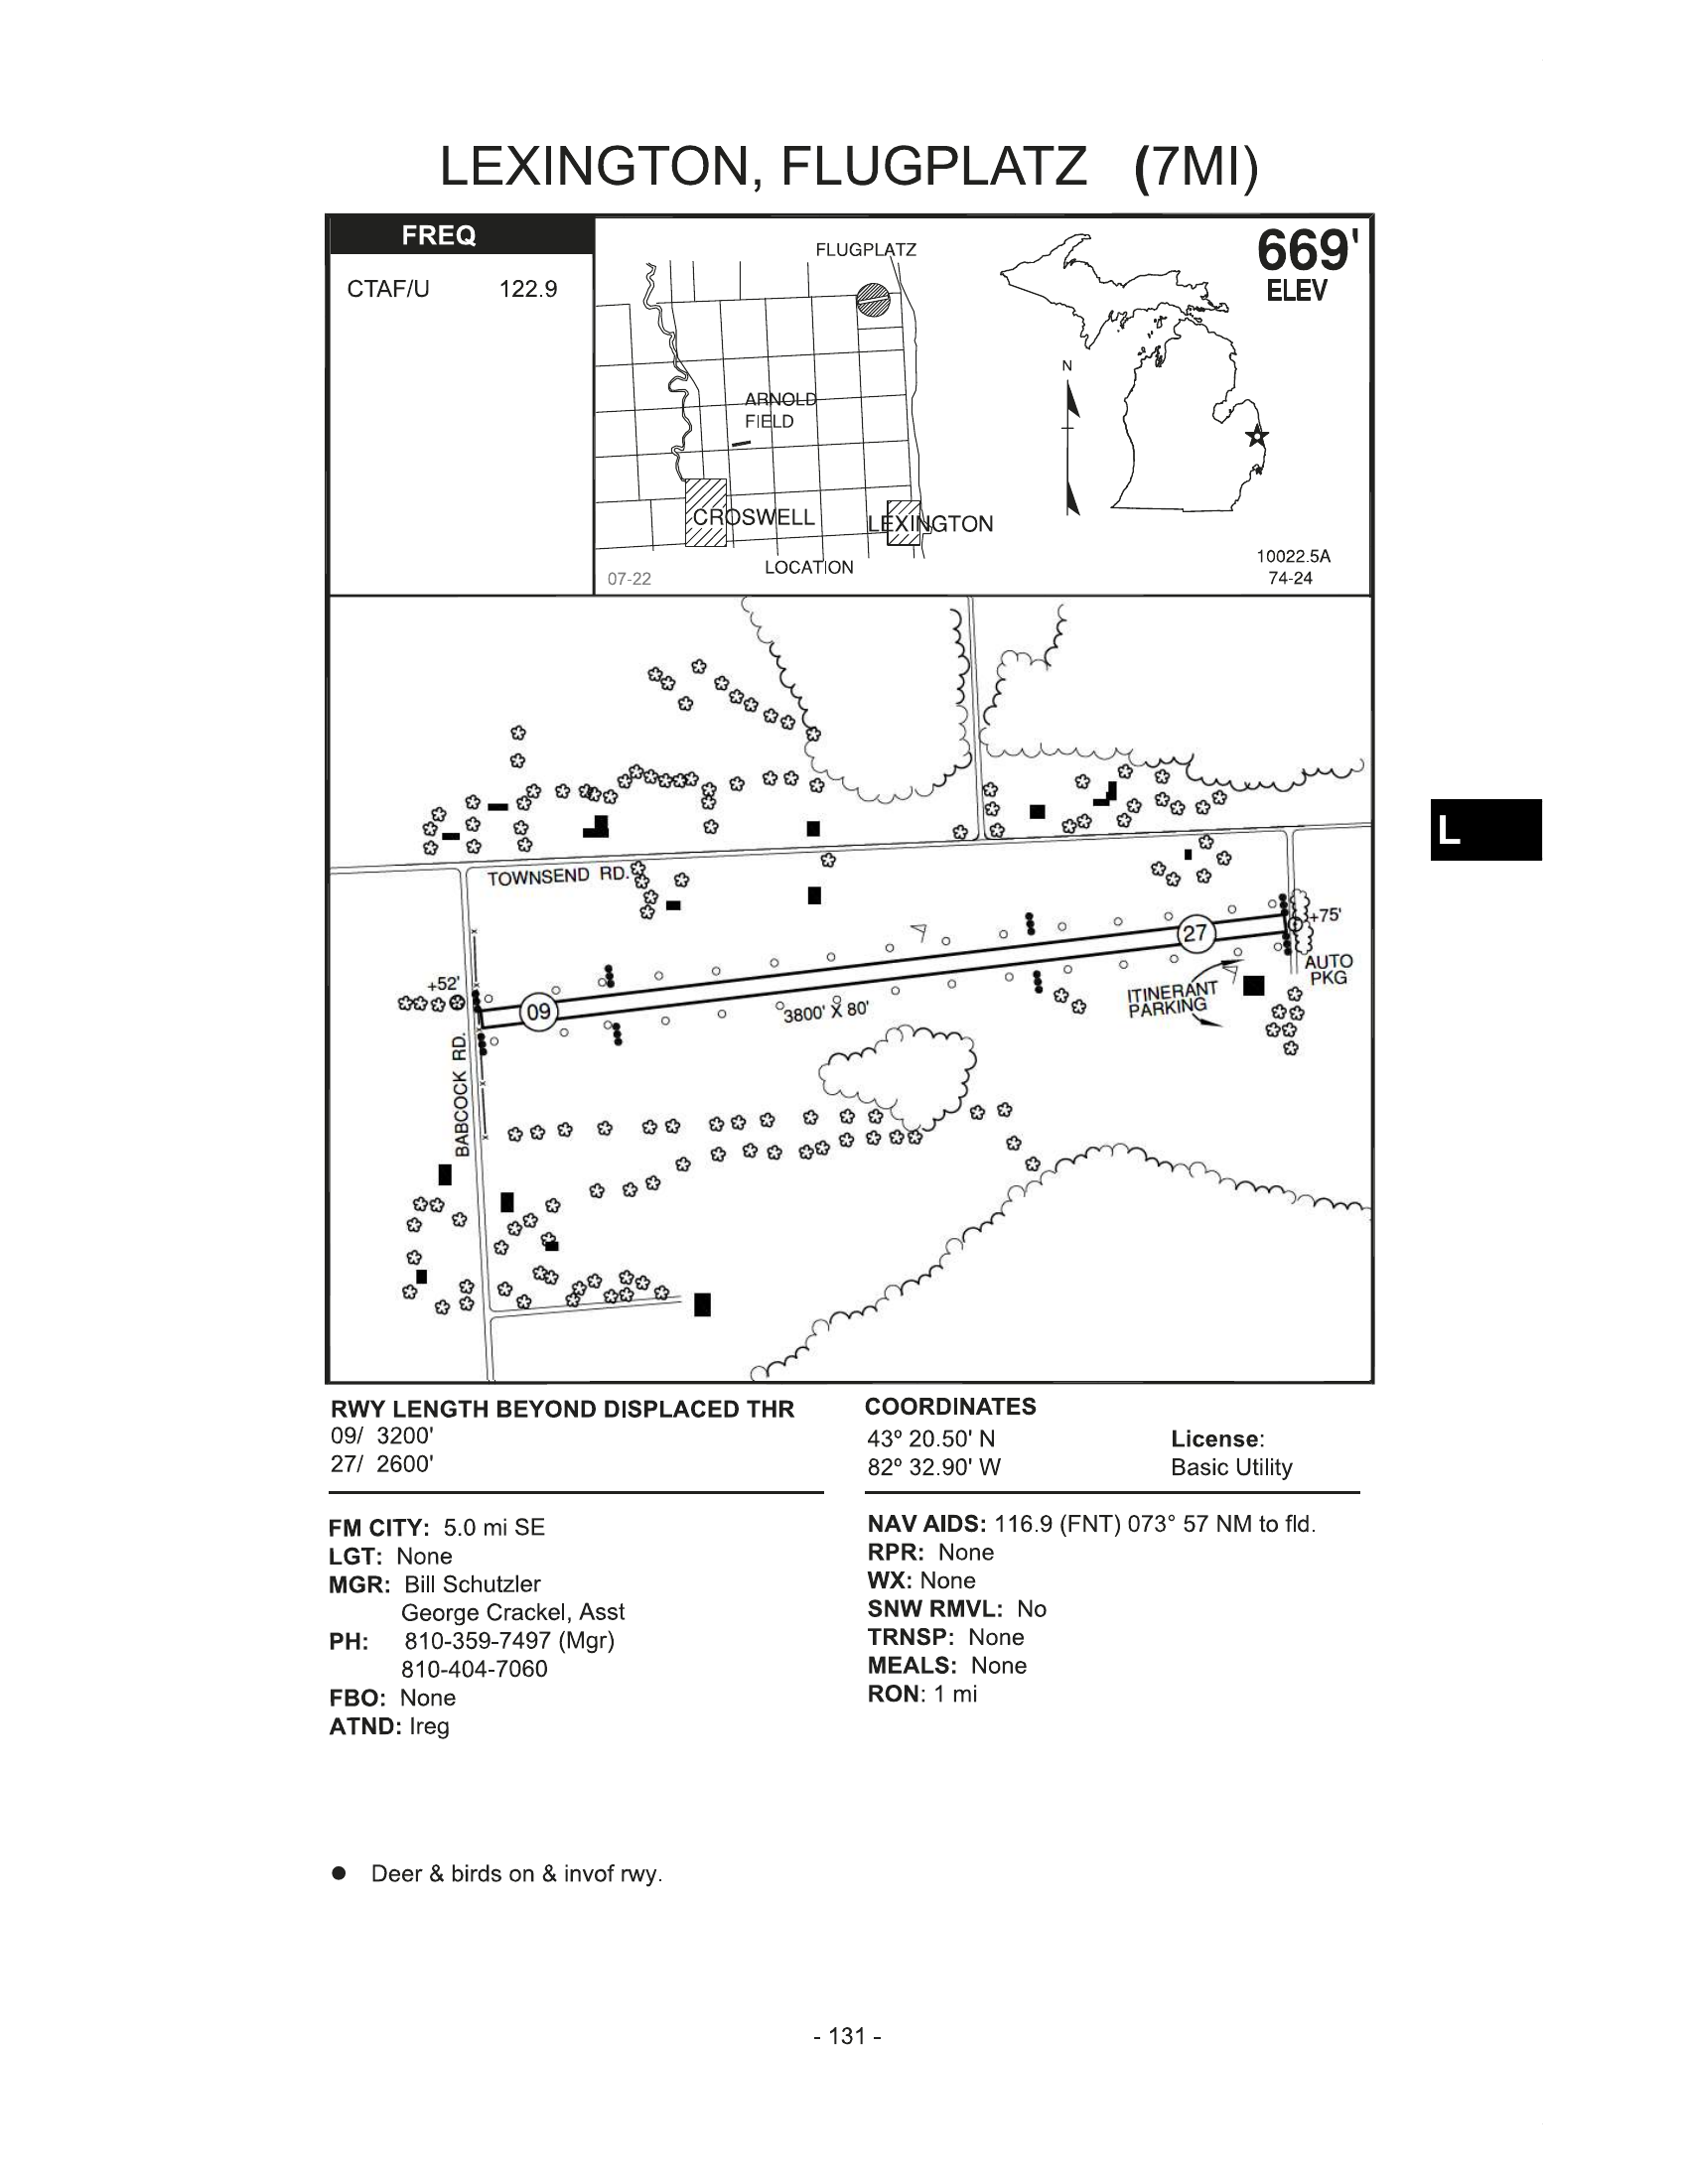 LEXINGTON, FLUGPLATZ (7MI)
FREQ
CTAF/U 122.9
FLUGPLATZ
669'
ELEV
N
ARNOLD
FIELD
CROSWELL
LEXINGTON
LOCATION
07-22
10022.5A
74-24
L
TOWNSEND RD.
+75'
27
AUTO
PKG
+52'
09
3800' X 80'
ITINERANT
PARKING
BABCOCK RD.
RWY LENGTH BEYOND DISPLACED THR
09/ 3200'
27/ 2600'
COORDINATES
43º 20.50' N
82º 32.90' W
License:
Basic Utility
FM CITY: 5.0 mi SE
LGT: None
MGR: Bill Schutzler
George Crackel, Asst
PH: 810-359-7497 (Mgr)
810-404-7060
FBO: None
ATND: Ireg
NAV AIDS: 116.9 (FNT) 073° 57 NM to fld.
RPR: None
WX: None
SNW RMVL: No
TRNSP: None
MEALS: None
RON: 1 mi
● Deer & birds on & invof rwy.
- 131 -